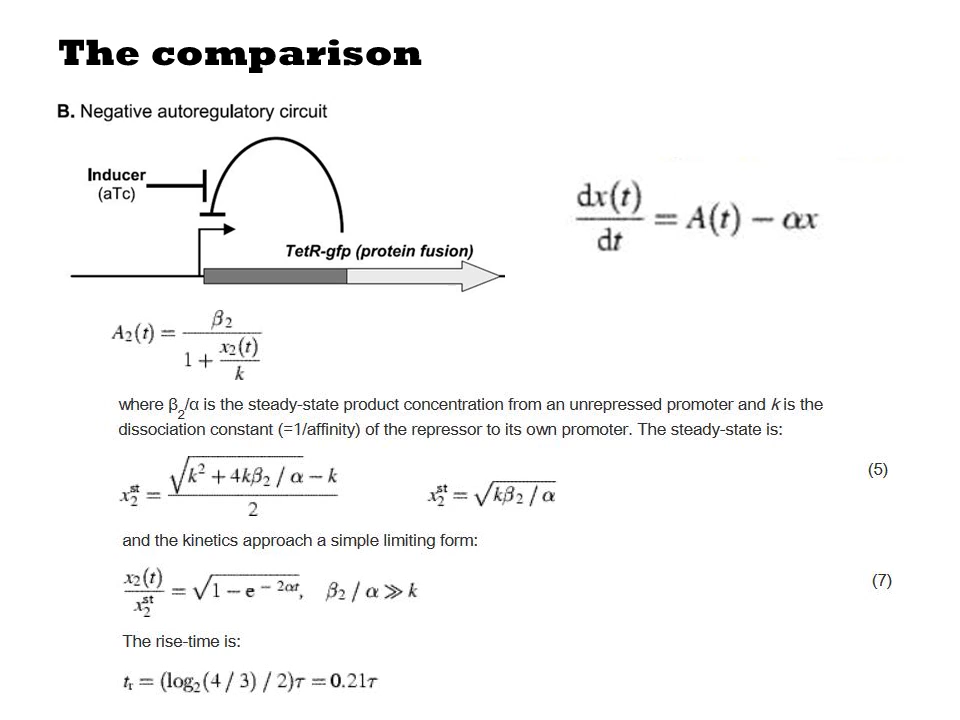 The comparison
B. Negative autoregulatory circuit
Inducer
(aTc)
TetR-gfp (protein fusion)
dx(t)/dt = A(t) − αx
A₂(t) = β₂ / (1 + x₂(t)/k)
where β₂/α is the steady-state product concentration from an unrepressed promoter and k is the
dissociation constant (=1/affinity) of the repressor to its own promoter. The steady-state is:
x₂ˢᵗ = (√(k² + 4kβ₂ / α) − k) / 2    x₂ˢᵗ = √(kβ₂ / α)    (5)
and the kinetics approach a simple limiting form:
x₂(t)/x₂ˢᵗ = √(1 − e^(− 2αt)),    β₂ / α ≫ k    (7)
The rise-time is:
tᵣ = (log₂(4 / 3) / 2)τ = 0.21τ